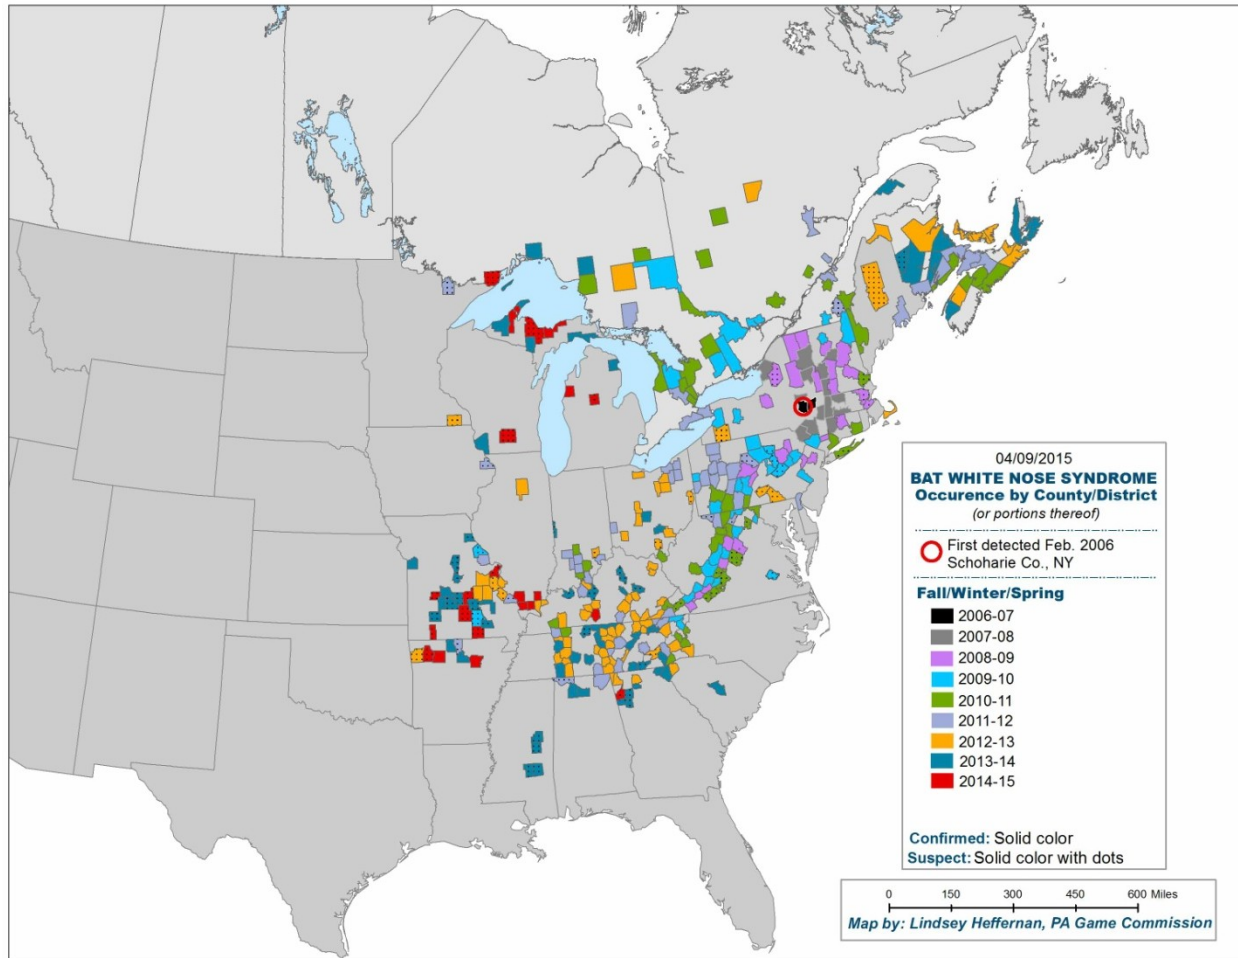 04/09/2015
BAT WHITE NOSE SYNDROME
Occurence by County/District
(or portions thereof)
First detected Feb. 2006
Schoharie Co., NY
Fall/Winter/Spring
2006-07
2007-08
2008-09
2009-10
2010-11
2011-12
2012-13
2013-14
2014-15
Confirmed: Solid color
Suspect: Solid color with dots
0 150 300 450 600 Miles
Map by: Lindsey Heffernan, PA Game Commission